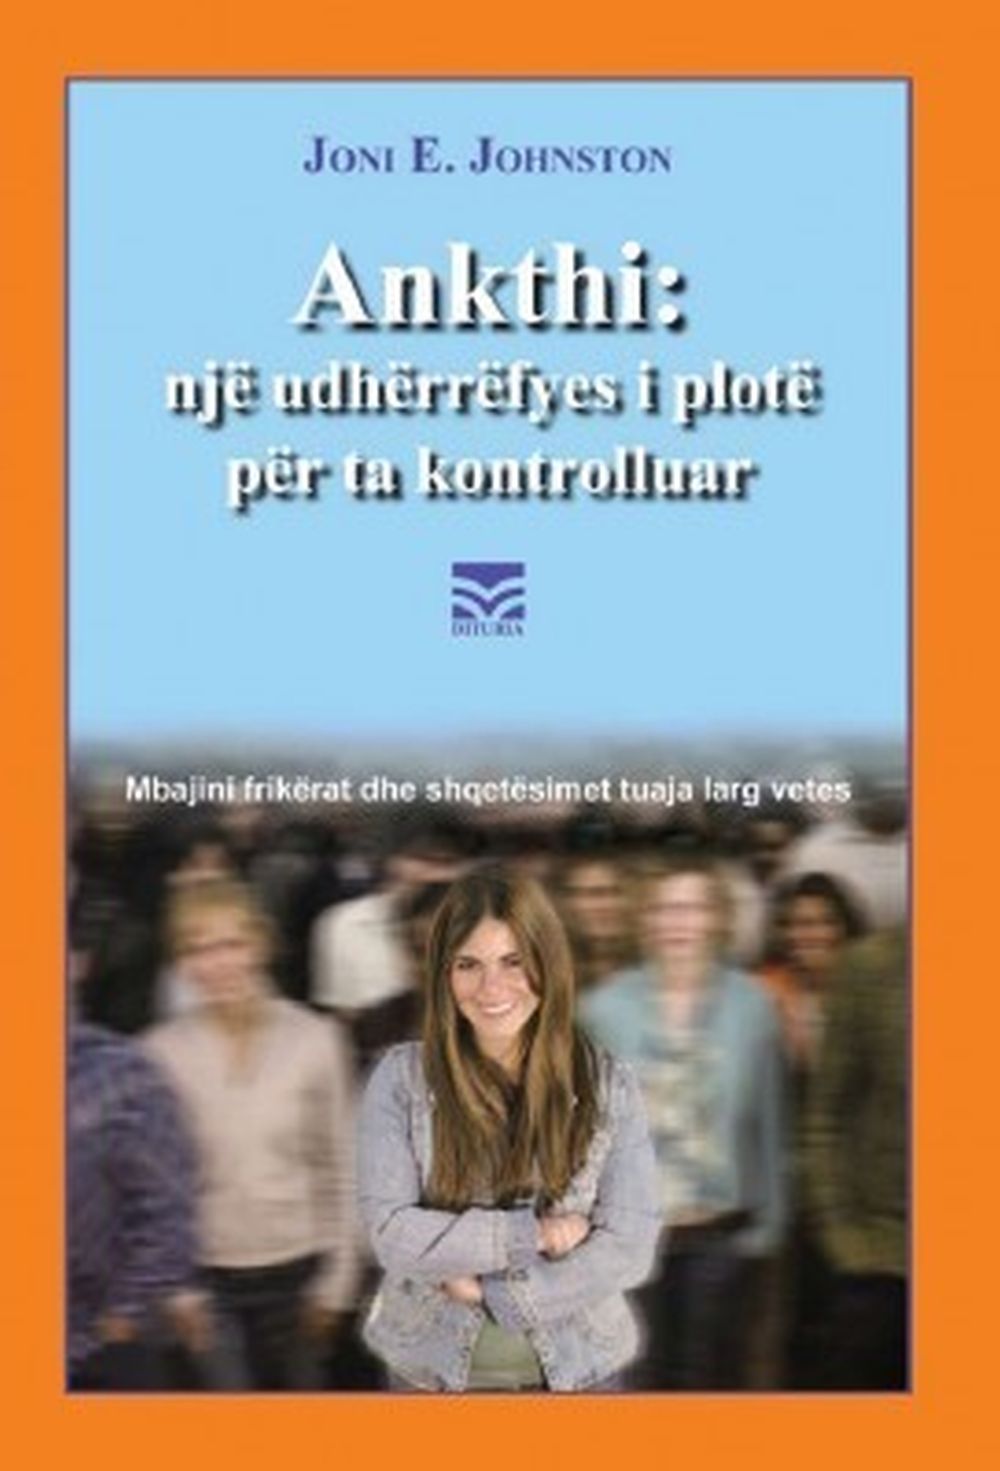 JONI E. JOHNSTON
Ankthi:
një udhërrëfyes i plotë
për ta kontrolluar
DITURIA
Mbajini frikërat dhe shqetësimet tuaja larg vetes